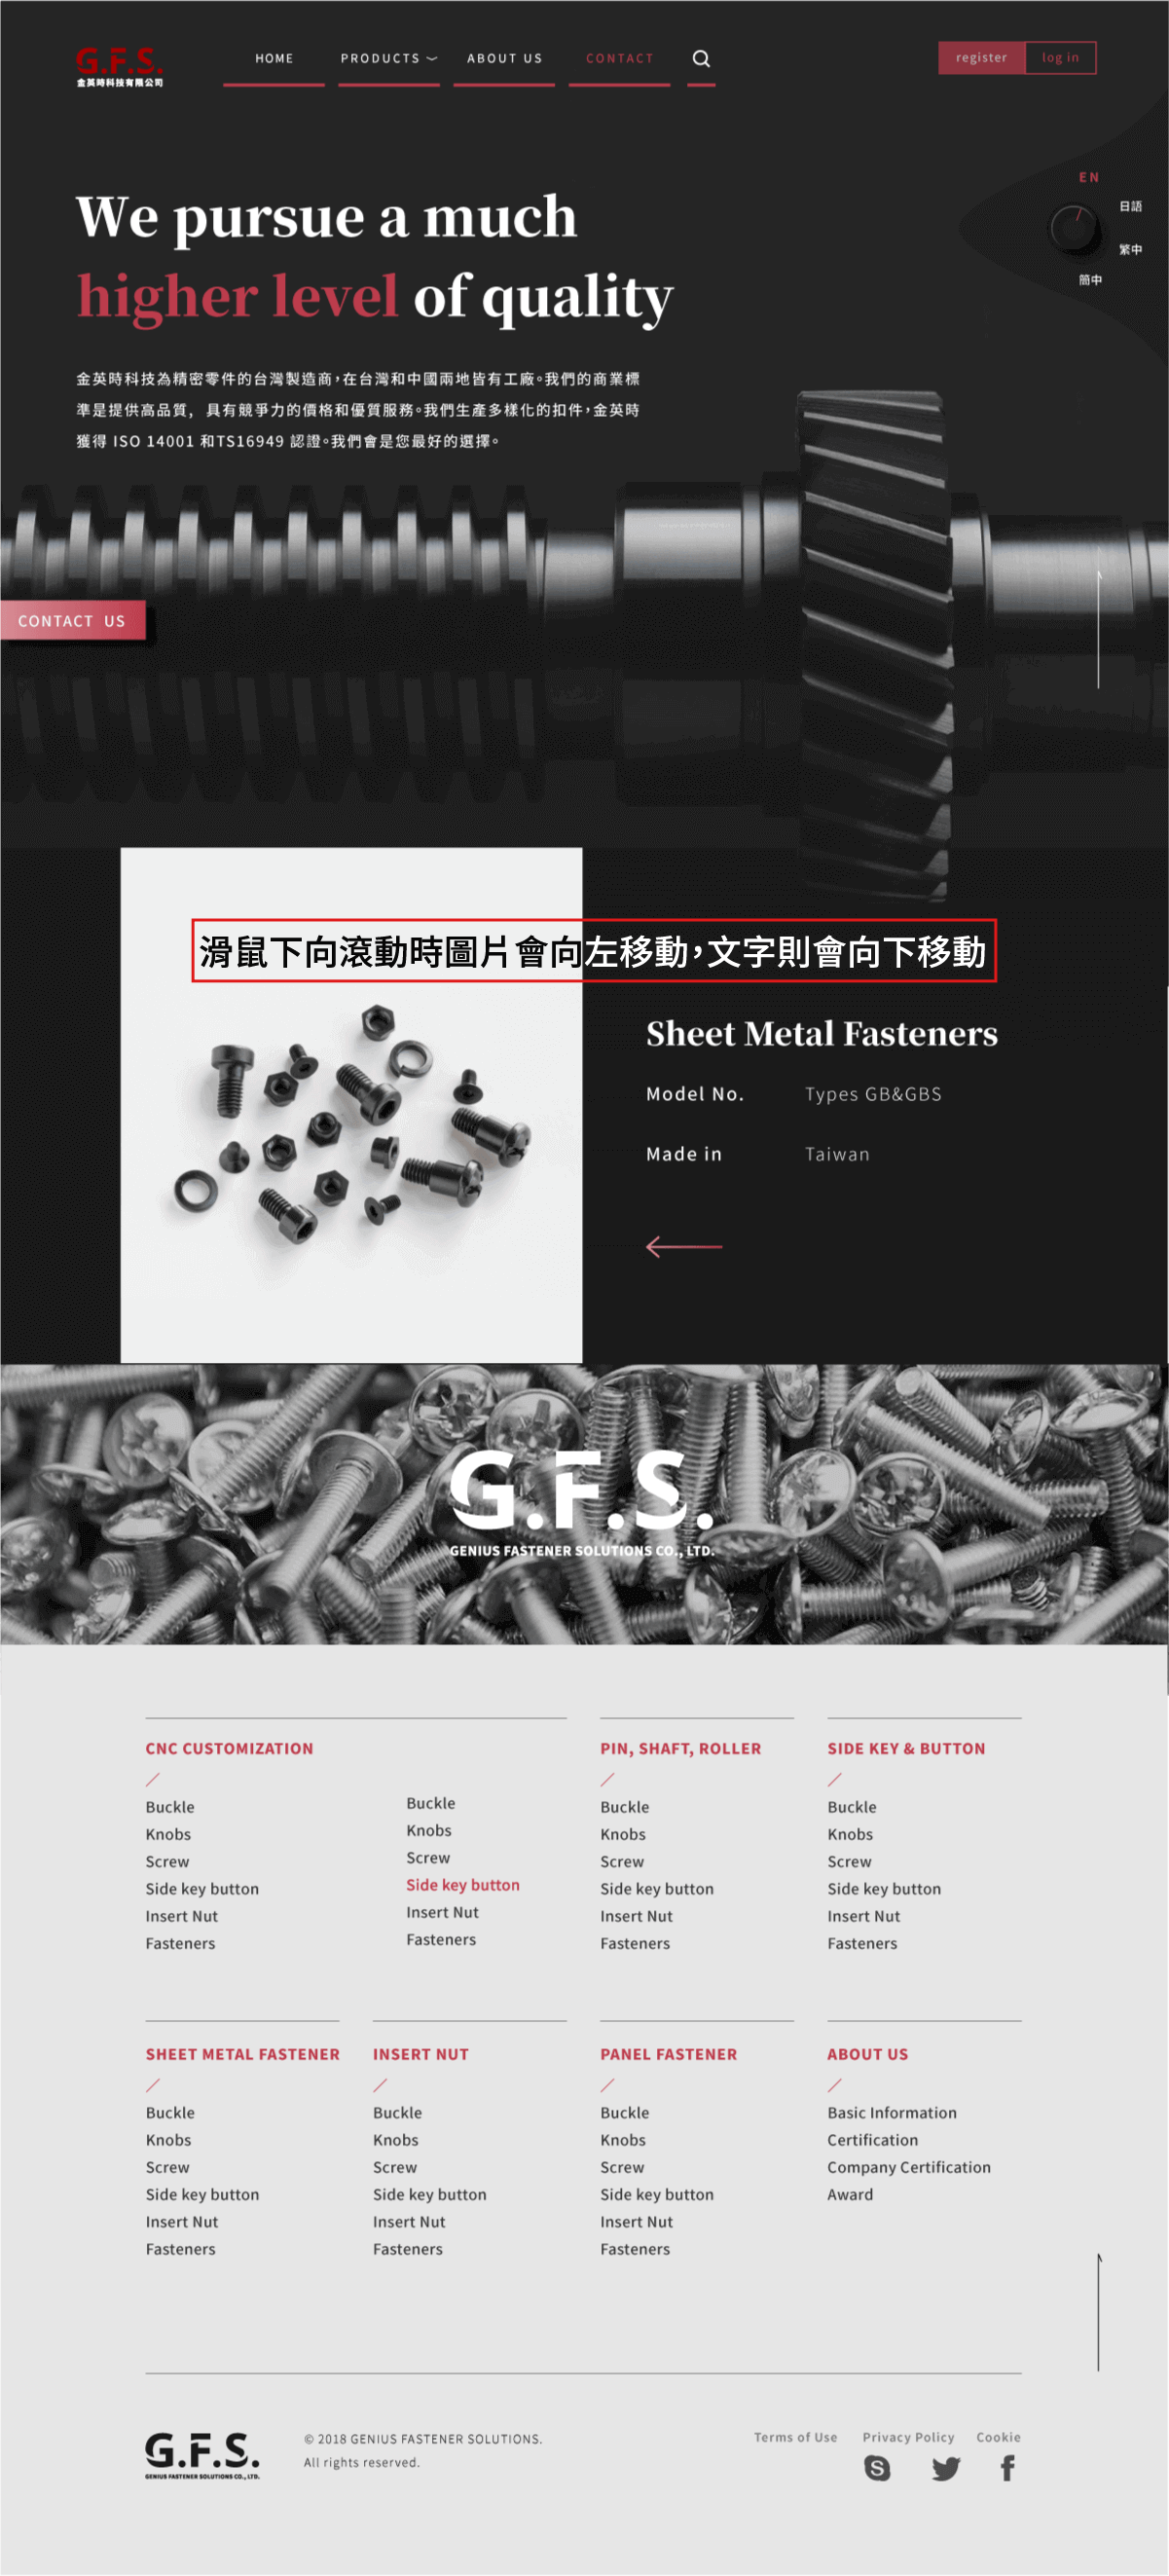 G.F.S.
金英時科技有限公司
HOME
PRODUCTS
ABOUT US
CONTACT
register
log in
EN
日語
繁中
簡中
We pursue a much
higher level of quality
金英時科技為精密零件的台灣製造商，在台灣和中國兩地皆有工廠。我們的商業標
準是提供高品質，具有競爭力的價格和優質服務。我們生產多樣化的扣件，金英時
獲得 ISO 14001 和TS16949 認證。我們會是您最好的選擇。
CONTACT US
滑鼠下向滾動時圖片會向左移動，文字則會向下移動
Sheet Metal Fasteners
Model No. Types GB&GBS
Made in Taiwan
G.F.S.
GENIUS FASTENER SOLUTIONS CO., LTD.
CNC CUSTOMIZATION
Buckle
Knobs
Screw
Side key button
Insert Nut
Fasteners
Buckle
Knobs
Screw
Side key button
Insert Nut
Fasteners
PIN, SHAFT, ROLLER
Buckle
Knobs
Screw
Side key button
Insert Nut
Fasteners
SIDE KEY & BUTTON
Buckle
Knobs
Screw
Side key button
Insert Nut
Fasteners
SHEET METAL FASTENER
Buckle
Knobs
Screw
Side key button
Insert Nut
Fasteners
INSERT NUT
Buckle
Knobs
Screw
Side key button
Insert Nut
Fasteners
PANEL FASTENER
Buckle
Knobs
Screw
Side key button
Insert Nut
Fasteners
ABOUT US
Basic Information
Certification
Company Certification
Award
G.F.S.
GENIUS FASTENER SOLUTIONS CO., LTD.
© 2018 GENIUS FASTENER SOLUTIONS.
All rights reserved.
Terms of Use
Privacy Policy
Cookie